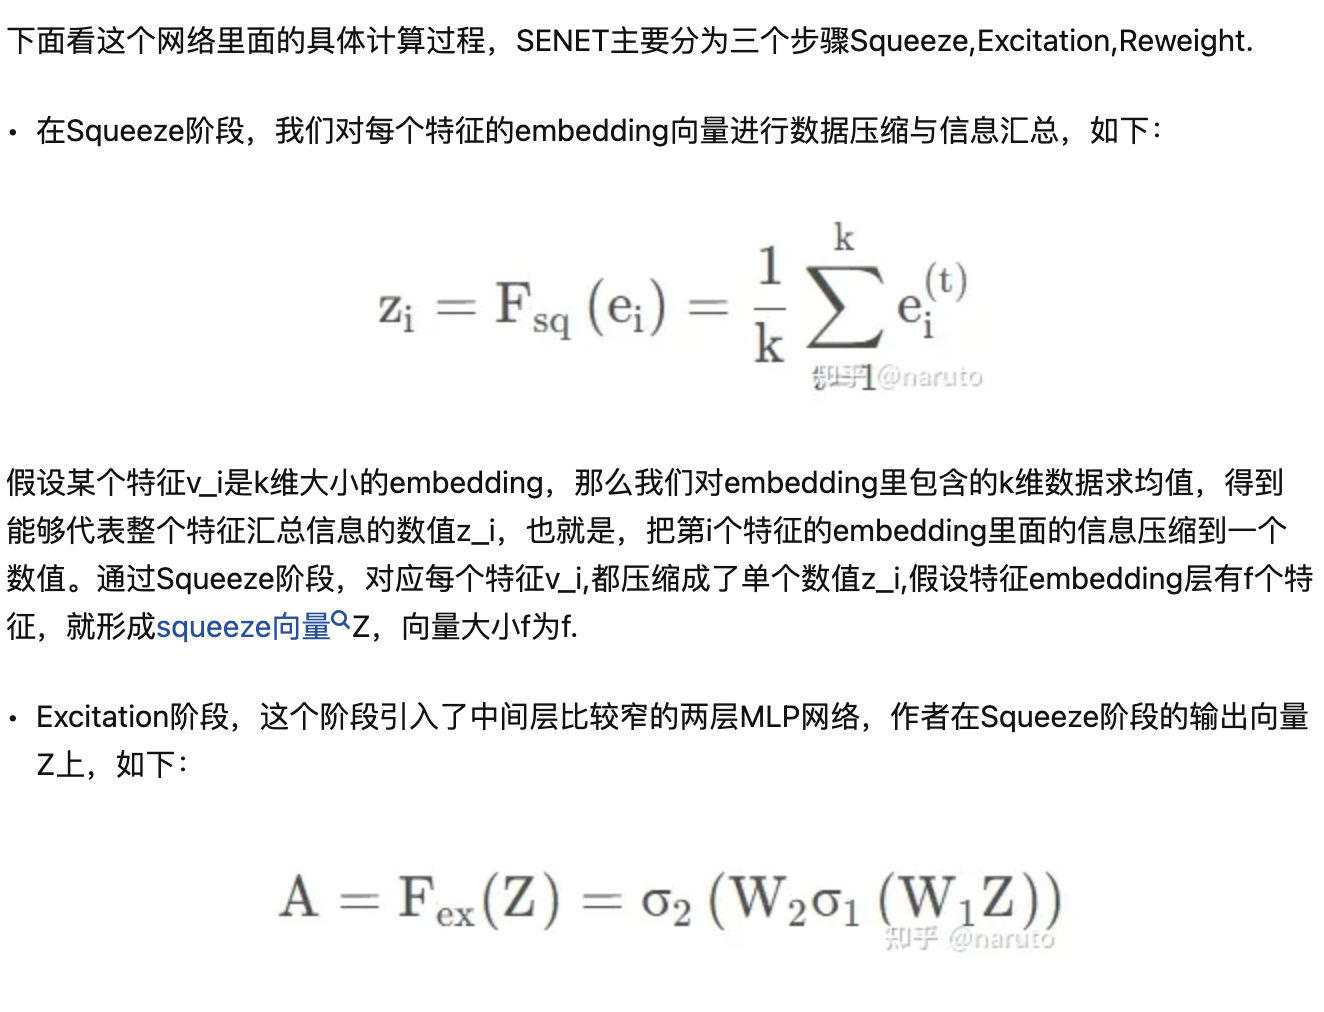 下面看这个网络里面的具体计算过程，SENET主要分为三个步骤Squeeze,Excitation,Reweight.
• 在Squeeze阶段，我们对每个特征的embedding向量进行数据压缩与信息汇总，如下：
z_i = F_sq (e_i) = \frac{1}{k} \sum_{t=1}^{k} e_i^{(t)}
知乎 @naruto
假设某个特征v_i是k维大小的embedding，那么我们对embedding里包含的k维数据求均值，得到
能够代表整个特征汇总信息的数值z_i，也就是，把第i个特征的embedding里面的信息压缩到一个
数值。通过Squeeze阶段，对应每个特征v_i,都压缩成了单个数值z_i,假设特征embedding层有f个特
征，就形成squeeze向量Z，向量大小f为f.
• Excitation阶段，这个阶段引入了中间层比较窄的两层MLP网络，作者在Squeeze阶段的输出向量
Z上，如下：
A = F_ex(Z) = σ_2 (W_2σ_1 (W_1Z))
知乎 @naruto